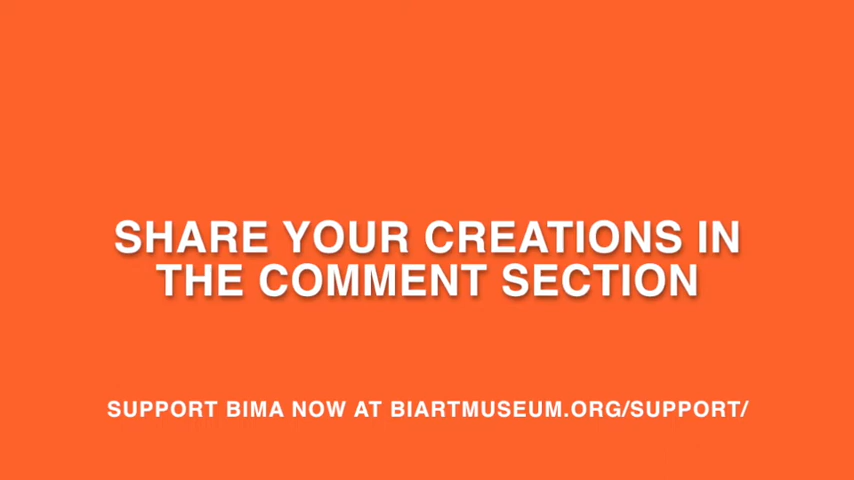 SHARE YOUR CREATIONS IN
THE COMMENT SECTION
SUPPORT BIMA NOW AT BIARTMUSEUM.ORG/SUPPORT/